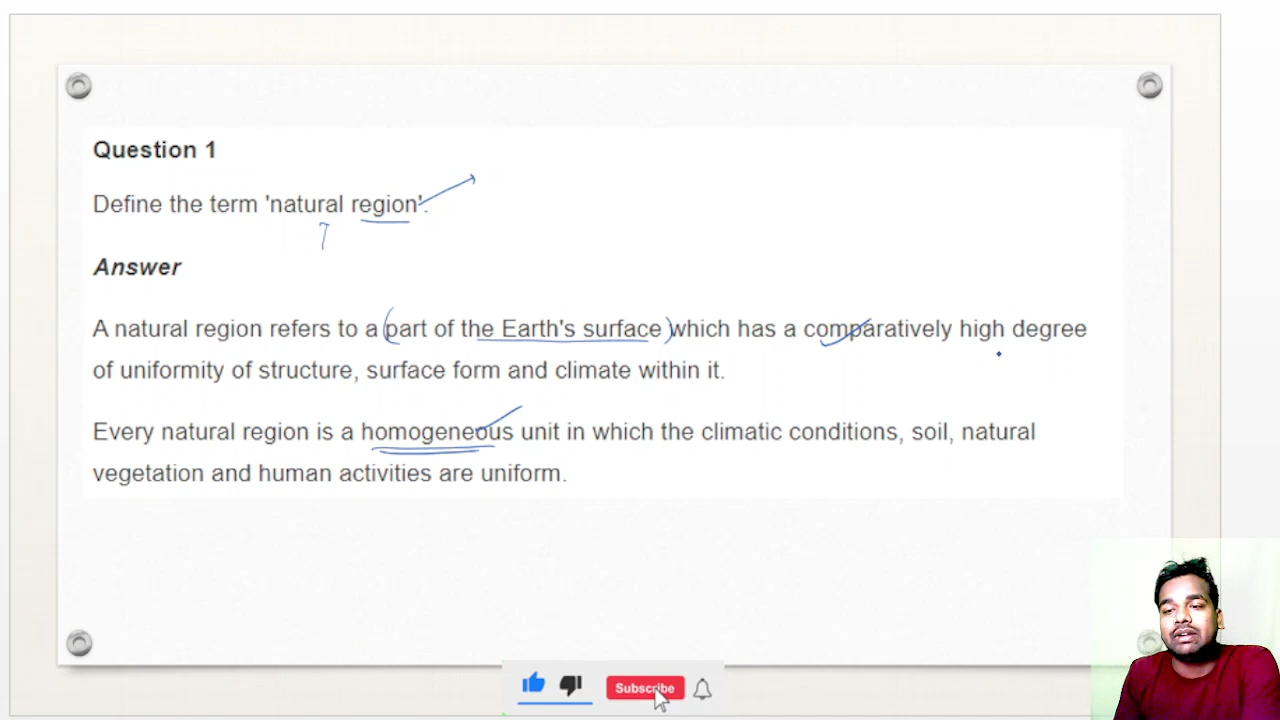 Question 1
Define the term 'natural region'.
Answer
A natural region refers to a (part of the Earth's surface) which has a comparatively high degree
of uniformity of structure, surface form and climate within it.
Every natural region is a homogeneous unit in which the climatic conditions, soil, natural
vegetation and human activities are uniform.
Subscribe